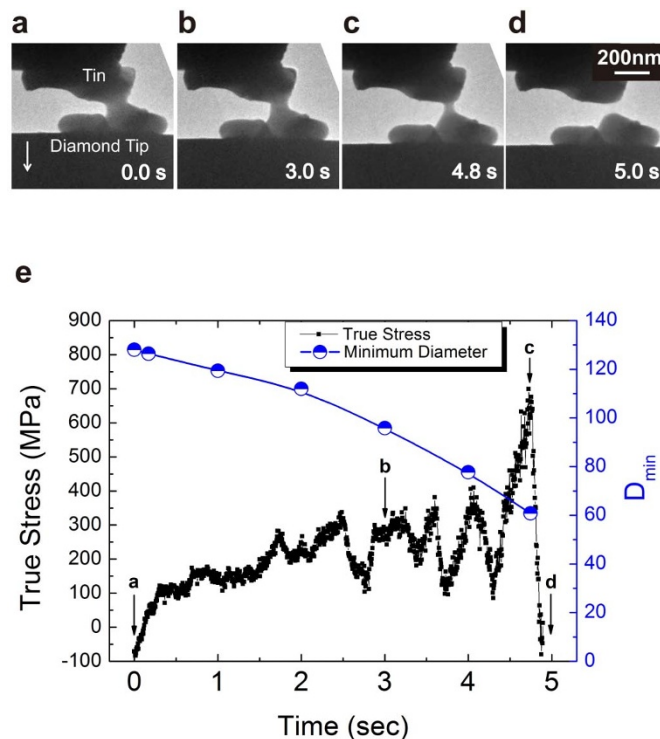 a
b
c
d
Tin
200nm
Diamond Tip
0.0 s
3.0 s
4.8 s
5.0 s
e
900
800
700
600
500
400
300
200
100
0
-100
True Stress (MPa)
True Stress
Minimum Diameter
a
b
c
d
140
120
100
80
60
40
20
0
D min
0 1 2 3 4 5
Time (sec)